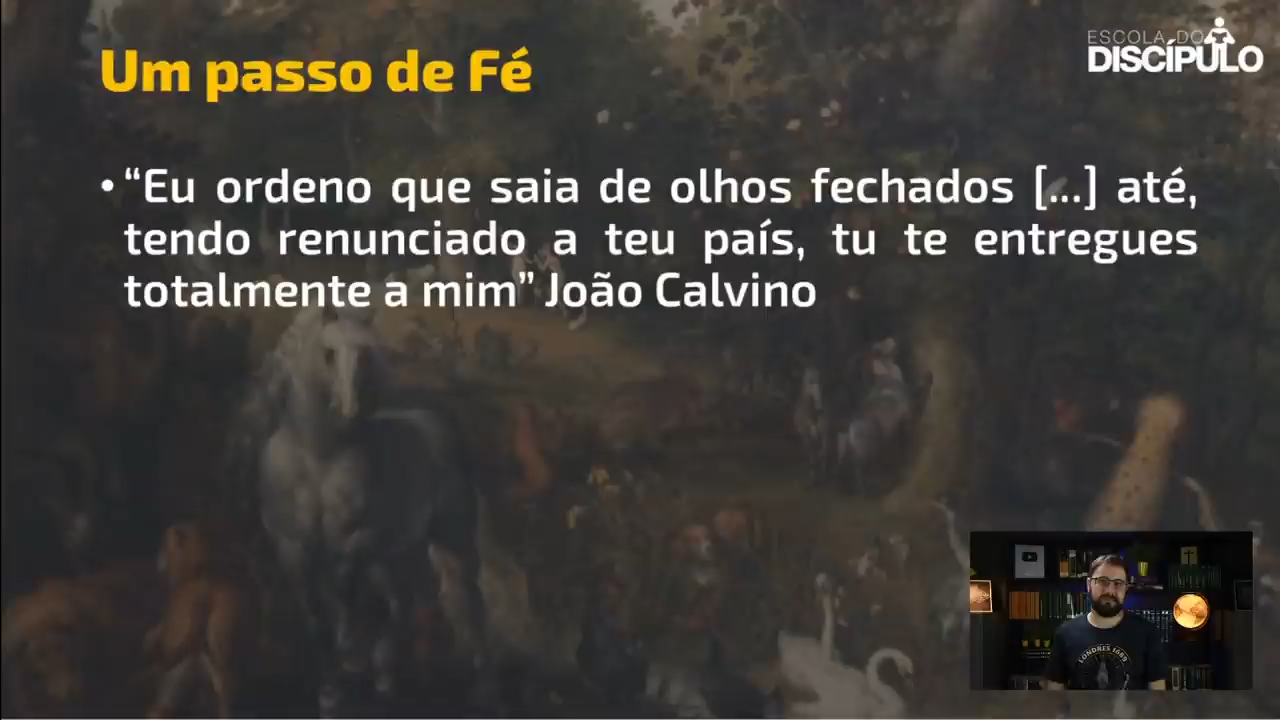 Um passo de Fé
ESCOLA DO
DISCÍPULO
• “Eu ordeno que saia de olhos fechados [...] até,
tendo renunciado a teu país, tu te entregues
totalmente a mim” João Calvino
LONDRES 1689